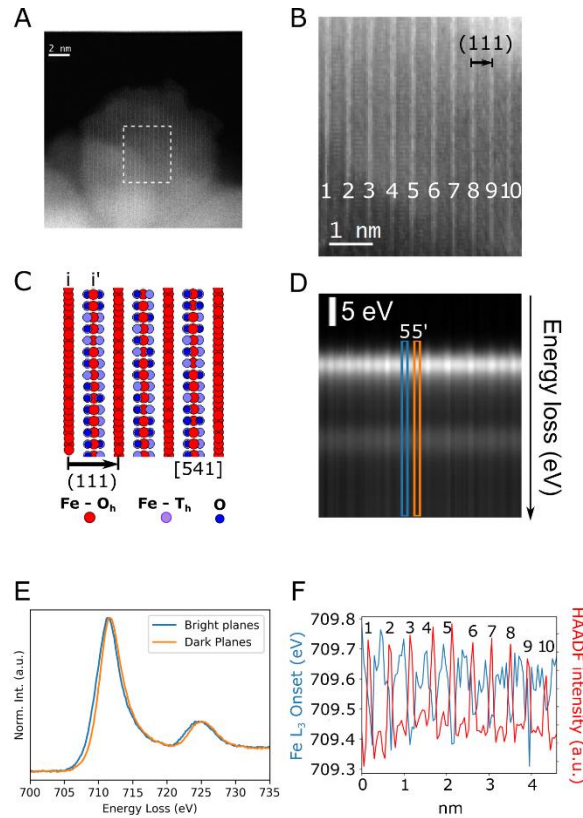 A
2 nm
B
(111)
1 2 3 4 5 6 7 8 9 10
1 nm
C
i i'
(111)
[541]
Fe - Oh Fe - Th O
D
5 eV
55'
Energy loss (eV)
E
Norm. Int. (a.u.)
Bright planes
Dark Planes
700 705 710 715 720 725 730 735
Energy Loss (eV)
F
Fe L3 Onset (eV)
709.8
709.7
709.6
709.5
709.4
709.3
1 2 3 4 5 6 7 8 9 10
0 1 2 3 4
nm
HAADF intensity (a.u.)